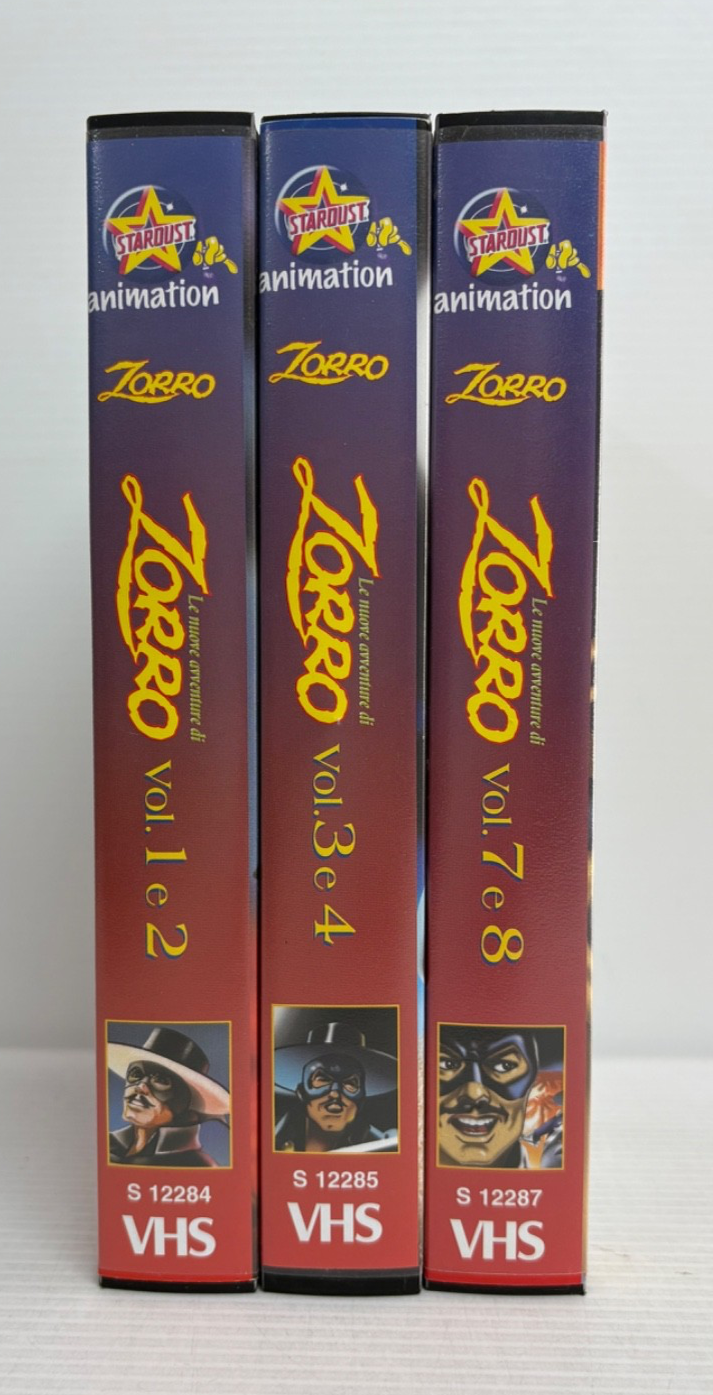 STARDUST
animation
ZORRO
Le nuove avventure di
ZORRO vol. 1 e 2
S 12284
VHS
STARDUST
animation
ZORRO
Le nuove avventure di
ZORRO vol.3 e 4
S 12285
VHS
STARDUST
animation
ZORRO
Le nuove avventure di
ZORRO vol. 7 e 8
S 12287
VHS